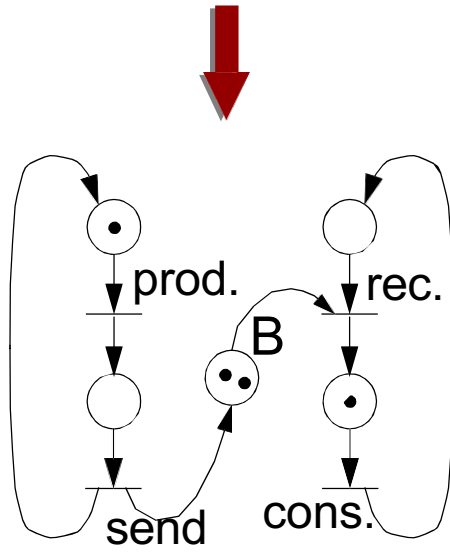 prod.
rec.
B
send
cons.